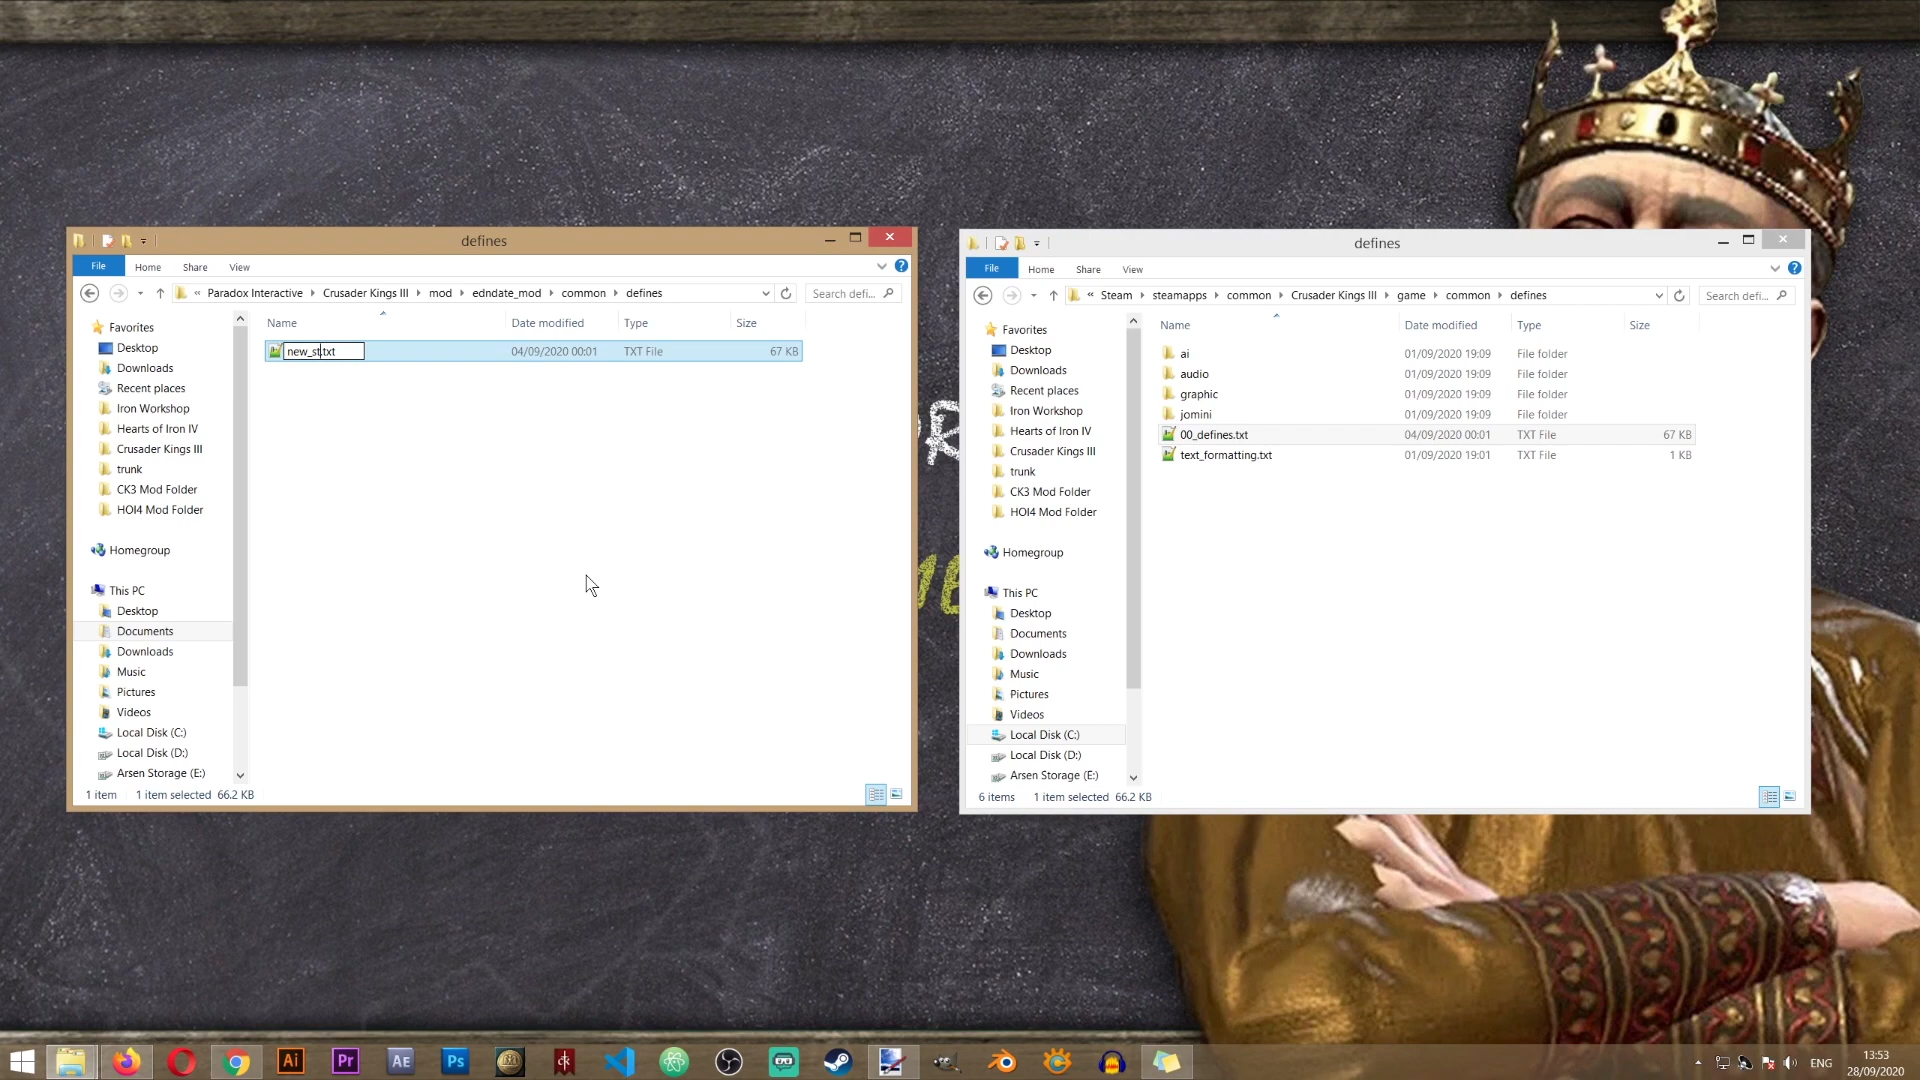 defines
File
Home
Share
View
« Paradox Interactive Crusader Kings III mod edndate_mod common defines
Search defi...
Favorites
Desktop
Downloads
Recent places
Iron Workshop
Hearts of Iron IV
Crusader Kings III
trunk
CK3 Mod Folder
HOI4 Mod Folder
Homegroup
This PC
Desktop
Documents
Downloads
Music
Pictures
Videos
Local Disk (C:)
Local Disk (D:)
Arsen Storage (E:)
Name Date modified Type Size
new_st.txt 04/09/2020 00:01 TXT File 67 KB
1 item 1 item selected 66.2 KB
defines
File
Home
Share
View
« Steam steamapps common Crusader Kings III game common defines
Search defi...
Favorites
Desktop
Downloads
Recent places
Iron Workshop
Hearts of Iron IV
Crusader Kings III
trunk
CK3 Mod Folder
HOI4 Mod Folder
Homegroup
This PC
Desktop
Documents
Downloads
Music
Pictures
Videos
Local Disk (C:)
Local Disk (D:)
Arsen Storage (E:)
Name Date modified Type Size
ai 01/09/2020 19:09 File folder
audio 01/09/2020 19:09 File folder
graphic 01/09/2020 19:09 File folder
jomini 01/09/2020 19:09 File folder
00_defines.txt 04/09/2020 00:01 TXT File 67 KB
text_formatting.txt 01/09/2020 19:01 TXT File 1 KB
6 items 1 item selected 66.2 KB
Ai
Pr
Ae
Ps
ENG
13:53
28/09/2020